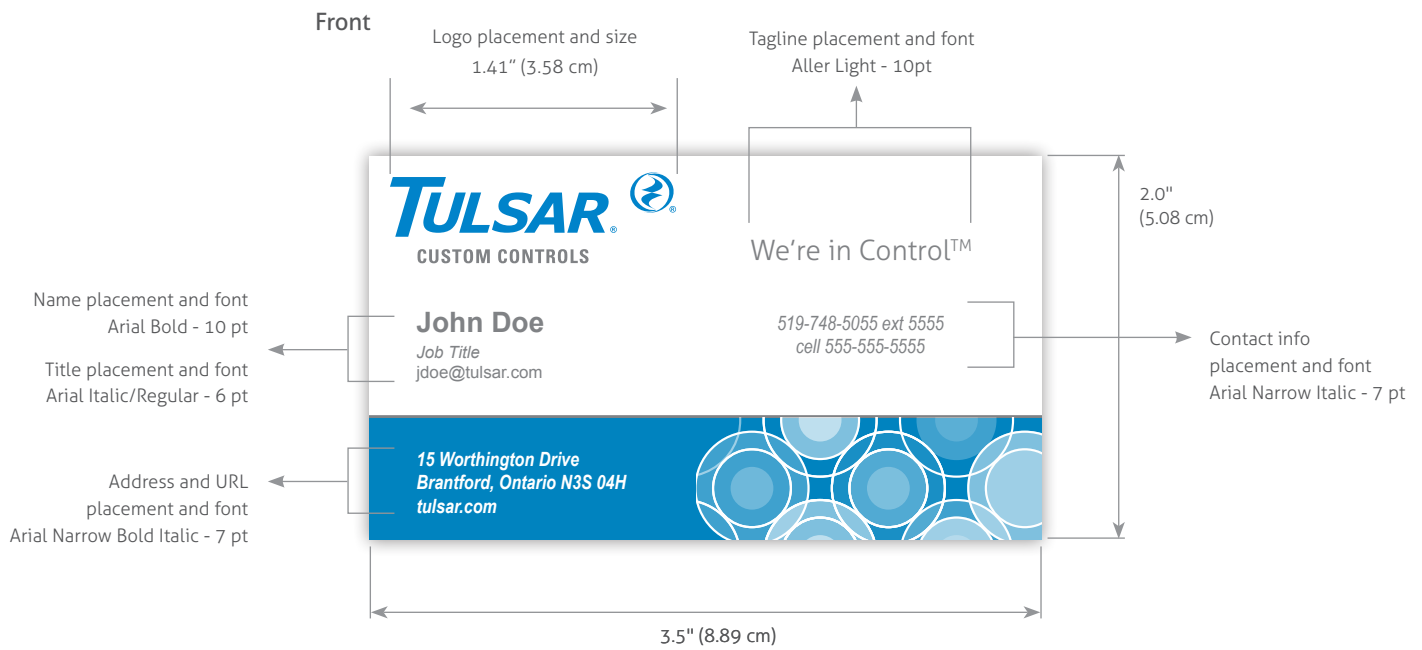 Front
Logo placement and size
1.41“ (3.58 cm)
Tagline placement and font
Aller Light - 10pt
2.0"
(5.08 cm)
TULSAR®
®
CUSTOM CONTROLS
We're in Control™
Name placement and font
Arial Bold - 10 pt
Title placement and font
Arial Italic/Regular - 6 pt
John Doe
Job Title
jdoe@tulsar.com
519-748-5055 ext 5555
cell 555-555-5555
Contact info
placement and font
Arial Narrow Italic - 7 pt
Address and URL
placement and font
Arial Narrow Bold Italic - 7 pt
15 Worthington Drive
Brantford, Ontario N3S 04H
tulsar.com
3.5" (8.89 cm)